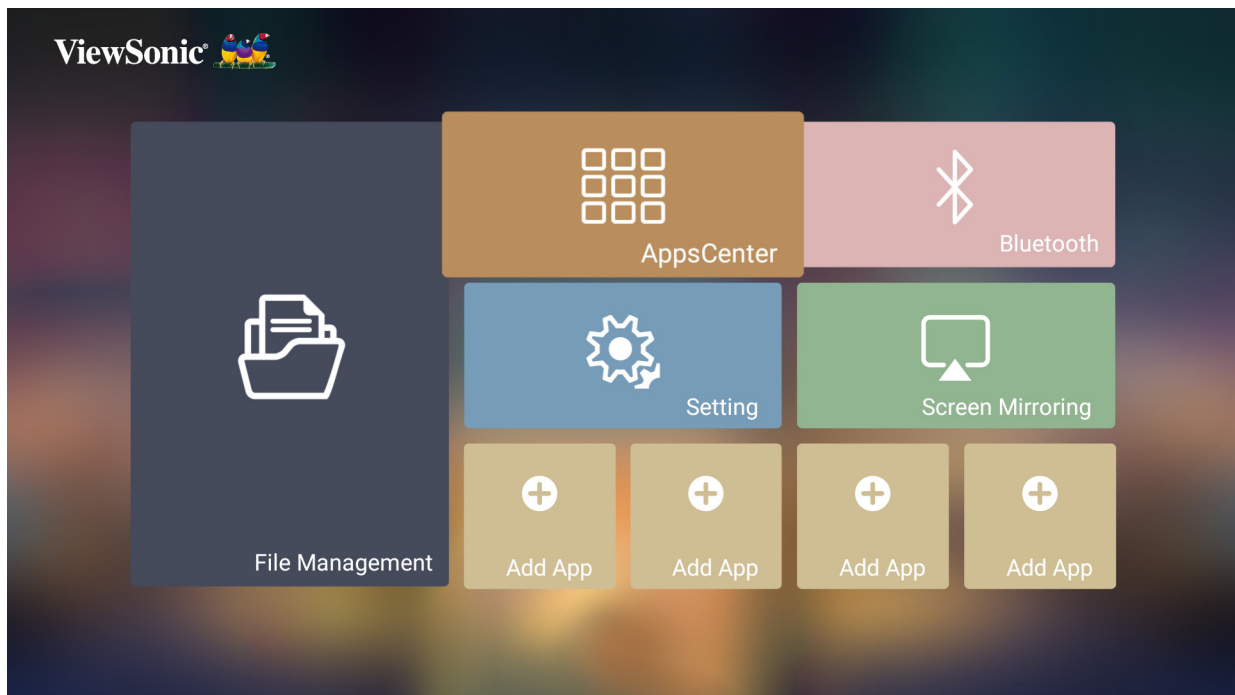 ViewSonic®
AppsCenter
Bluetooth
Setting
Screen Mirroring
File Management
Add App
Add App
Add App
Add App